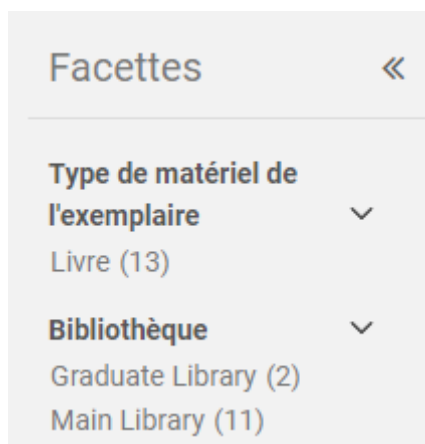 Facettes
Type de matériel de
l'exemplaire
Livre (13)
Bibliothèque
Graduate Library (2)
Main Library (11)